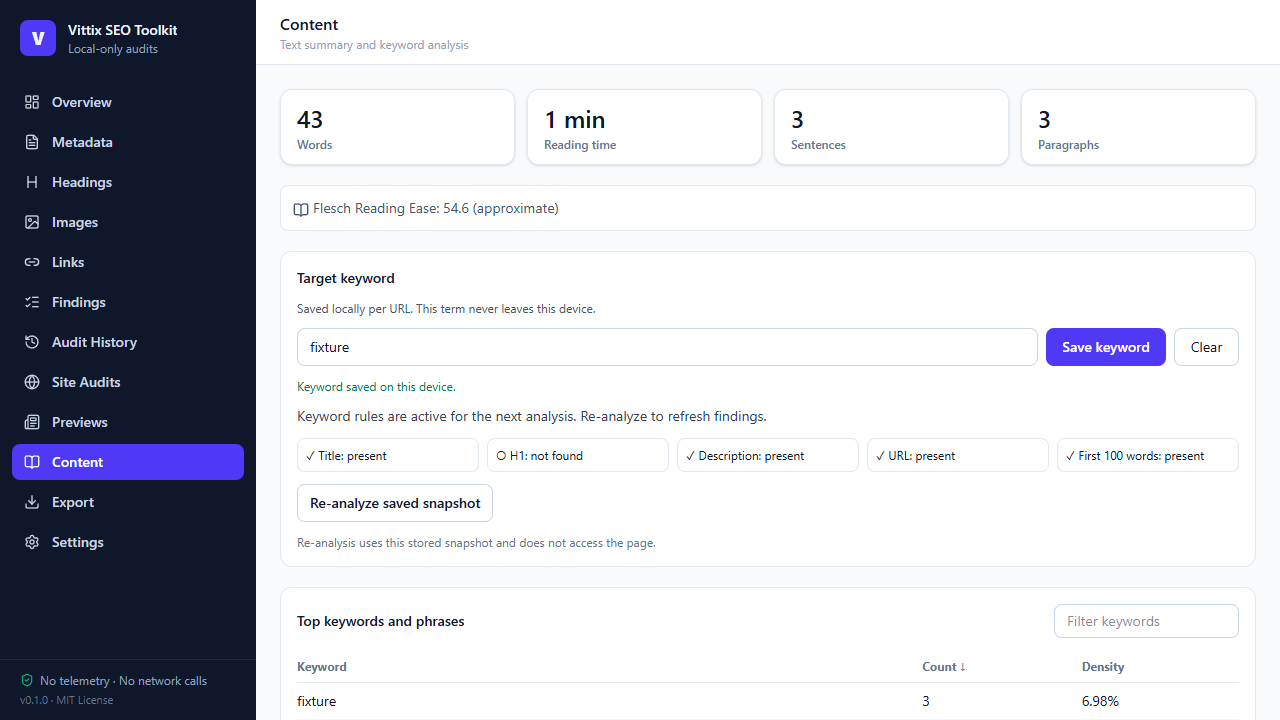 V
Vittix SEO Toolkit
Local-only audits
Overview
Metadata
Headings
Images
Links
Findings
Audit History
Site Audits
Previews
Content
Export
Settings
No telemetry · No network calls
v0.1.0 · MIT License
Content
Text summary and keyword analysis
43
Words
1 min
Reading time
3
Sentences
3
Paragraphs
Flesch Reading Ease: 54.6 (approximate)
Target keyword
Saved locally per URL. This term never leaves this device.
fixture
Save keyword
Clear
Keyword saved on this device.
Keyword rules are active for the next analysis. Re-analyze to refresh findings.
✓ Title: present
○ H1: not found
✓ Description: present
✓ URL: present
✓ First 100 words: present
Re-analyze saved snapshot
Re-analysis uses this stored snapshot and does not access the page.
Top keywords and phrases
Filter keywords
Keyword Count ↓ Density
fixture 3 6.98%